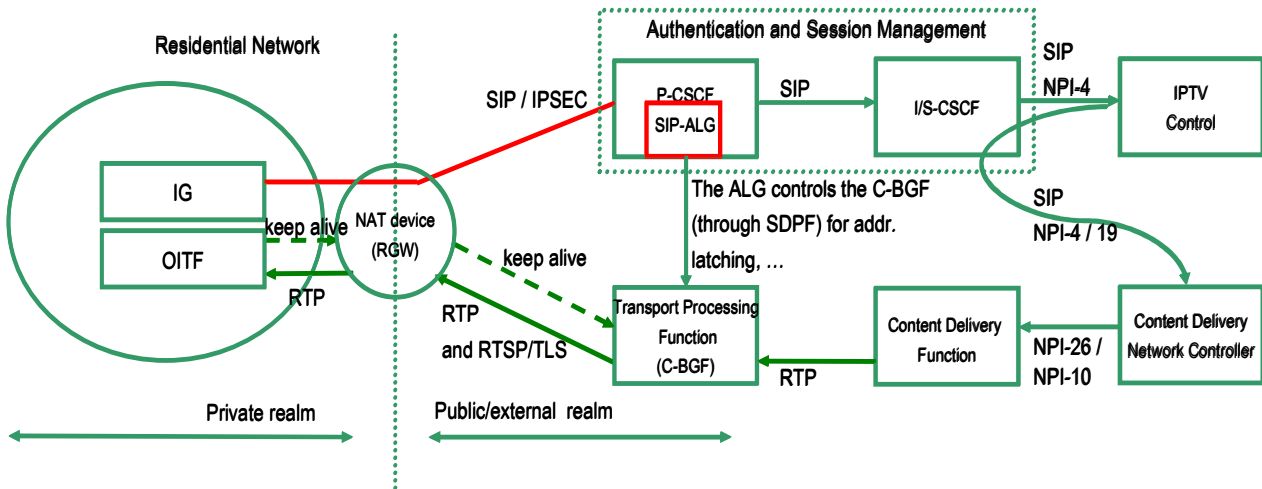 Residential Network
Authentication and Session Management
SIP / IPSEC
P-CSCF
SIP-ALG
SIP
I/S-CSCF
SIP
NPI-4
IPTV
Control
IG
keep alive
OITF
RTP
NAT device
(RGW)
keep alive
RTP
and RTSP/TLS
The ALG controls the C-BGF
(through SDPF) for addr.
latching, …
SIP
NPI-4 / 19
Transport Processing
Function
(C-BGF)
RTP
Content Delivery
Function
NPI-26 /
NPI-10
Content Delivery
Network Controller
Private realm
Public/external realm